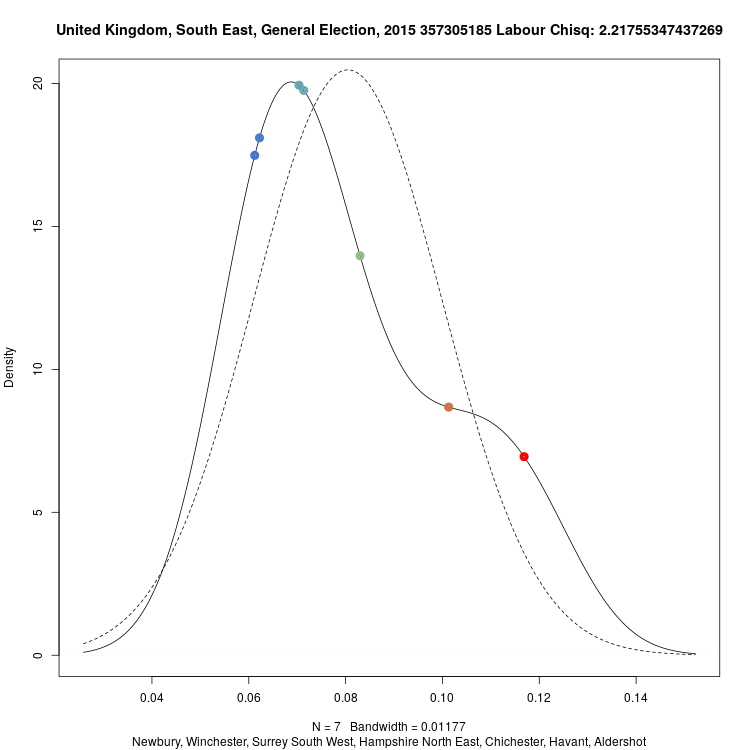 United Kingdom, South East, General Election, 2015 357305185 Labour Chisq: 2.21755347437269
20
15
10
5
0
Density
0.04 0.06 0.08 0.10 0.12 0.14
N = 7 Bandwidth = 0.01177
Newbury, Winchester, Surrey South West, Hampshire North East, Chichester, Havant, Aldershot